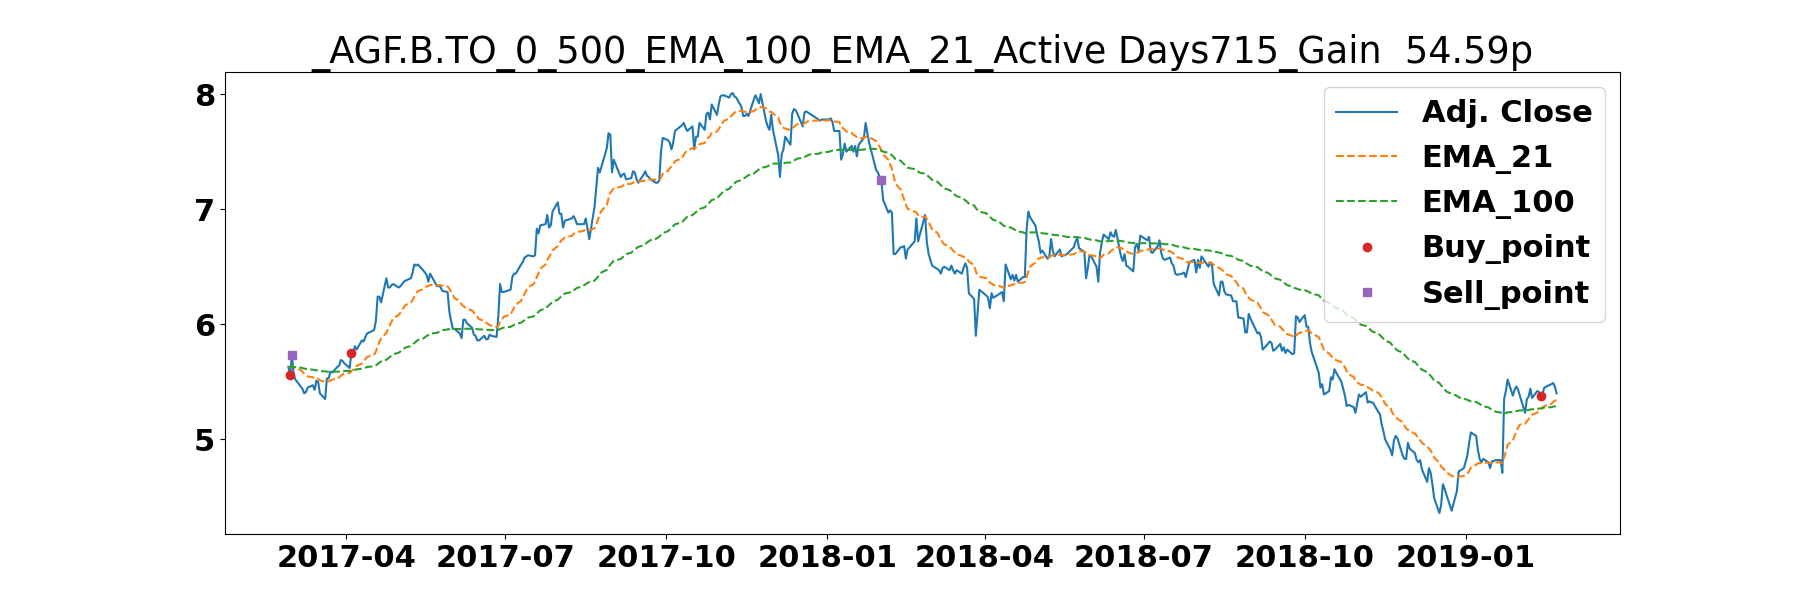 _AGF.B.TO_0_500_EMA_100_EMA_21_Active Days715_Gain  54.59p
8
7
6
5
Adj. Close
EMA_21
EMA_100
Buy_point
Sell_point
2017-04 2017-07 2017-10 2018-01 2018-04 2018-07 2018-10 2019-01